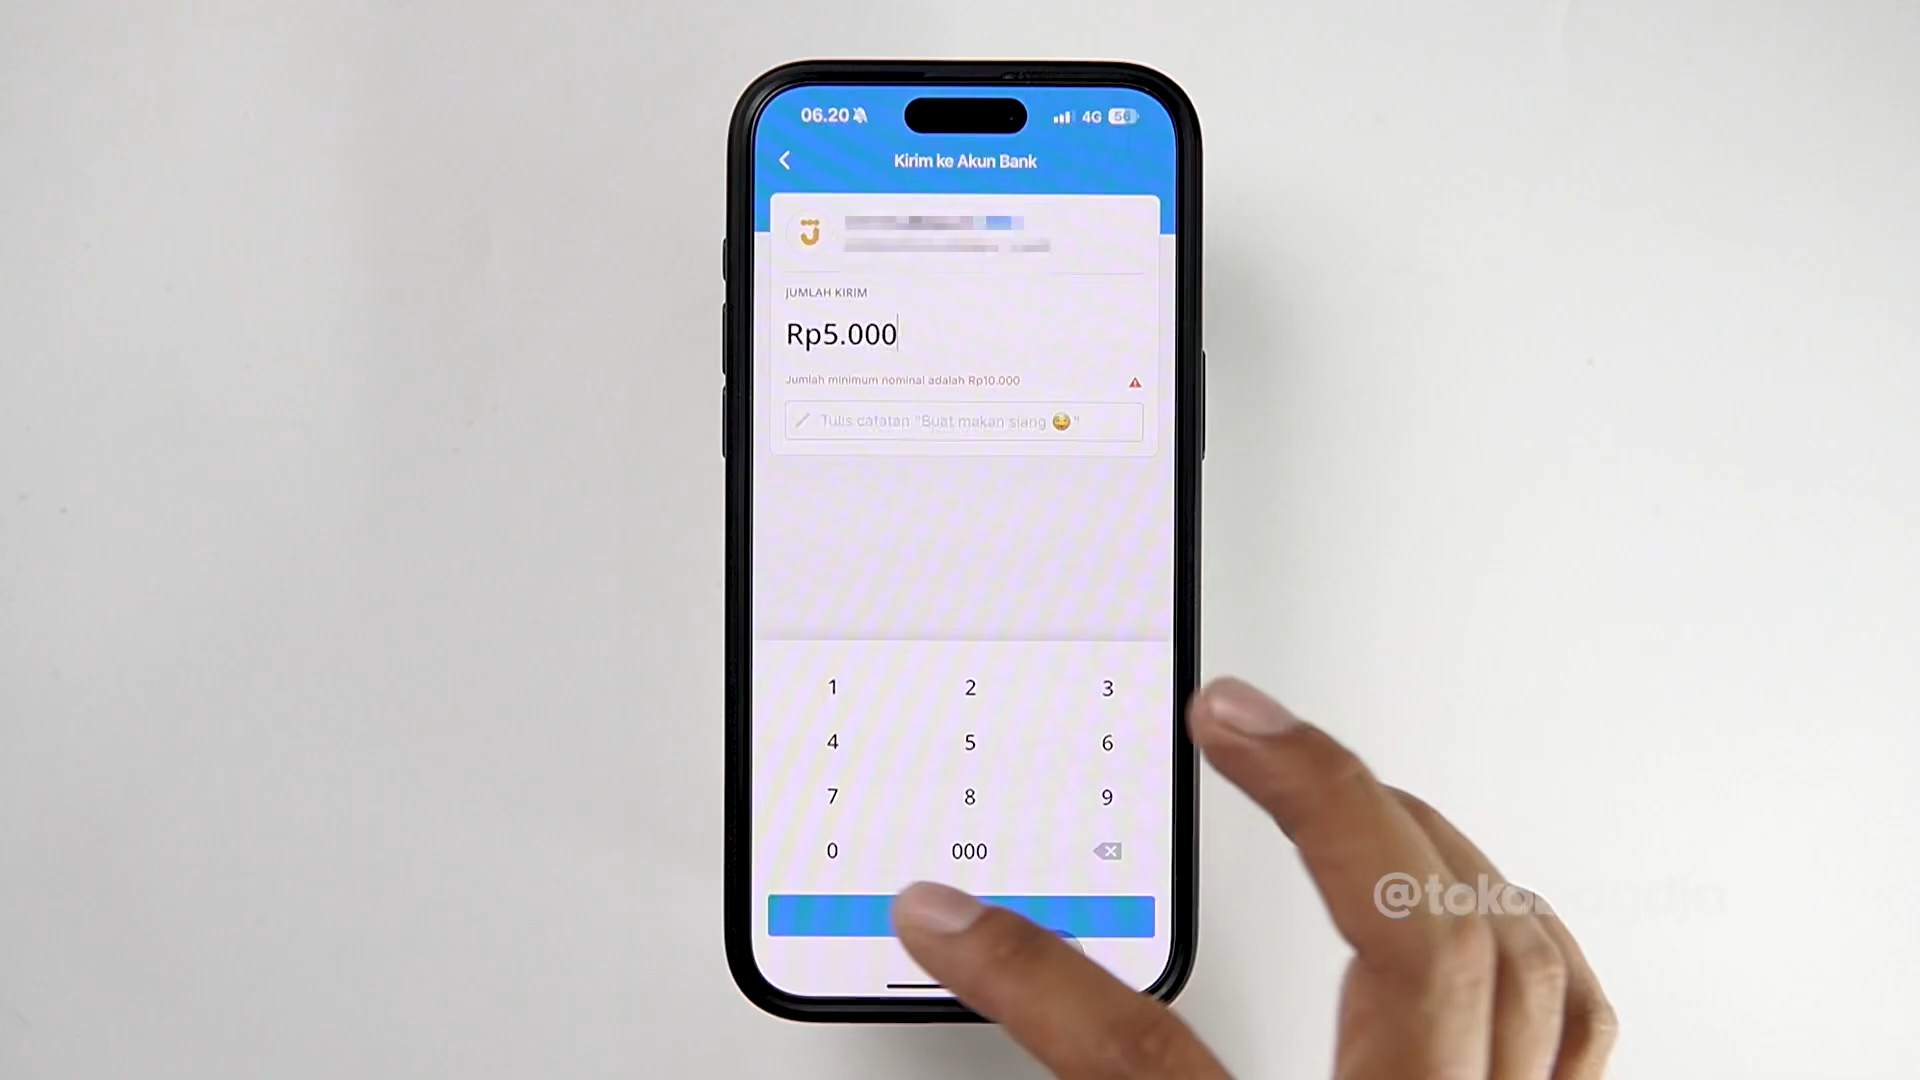 06.20
4G
56
Kirim ke Akun Bank
JUMLAH KIRIM
Rp5.000
Jumlah minimum nominal adalah Rp10.000
Tulis catatan "Buat makan siang 😋"
1 2 3
4 5 6
7 8 9
0 000